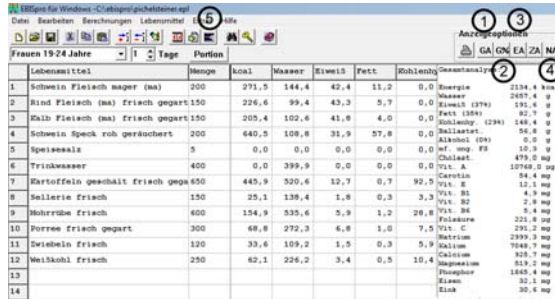 EBISpro für Windows -C:\ebispro\pichelsteiner.epl
Datei Bearbeiten Berechnungen Lebensmittel Hilfe
5
1 3
Anzeigeoptionen
GA G% EA ZA NA
2 4
Frauen 19-24 Jahre 1 Tage Portion
Lebensmittel Menge kcal Wasser Eiweiß Fett Kohlenhy
1 Schwein Fleisch mager (ma) 200 271,5 144,4 42,4 11,2 0,0
2 Rind Fleisch (ma) frisch gegart 150 226,6 99,4 43,3 5,7 0,0
3 Kalb Fleisch (ma) frisch gegart 150 205,4 102,6 41,8 4,0 0,0
4 Schwein Speck roh geräuchert 200 640,5 108,8 31,9 57,8 0,0
5 Speisesalz 5 0,0 0,0 0,0 0,0 0,0
6 Trinkwasser 400 0,0 399,9 0,0 0,0 0,0
7 Kartoffeln geschält frisch gega 650 445,9 520,6 12,7 0,7 92,5
8 Sellerie frisch 150 25,1 138,4 1,8 0,3 3,3
9 Mohrrübe frisch 600 154,9 535,6 5,9 1,2 28,8
10 Porree frisch gegart 300 68,8 272,3 6,8 1,0 7,5
11 Zwiebeln frisch 120 33,6 109,2 1,5 0,3 5,9
12 Weißkohl frisch 250 62,1 226,2 3,4 0,5 10,4
13
14
Gesamtanalyse
Energie 2134,4 kca
Wasser 2657,4 g
Eiweiß (37%) 191,6 g
Fett (35%) 82,7 g
Kohlenhy. (29%) 148,4 g
Ballastst. 56,8 g
Alkohol (0%) 0,0 g
mf. ung. FS 10,3 g
Cholest. 479,0 mg
Vit. A 10768,0 µg
Carotin 54,4 mg
Vit. E 12,1 mg
Vit. B1 4,9 mg
Vit. B2 2,8 mg
Vit. B6 5,4 mg
Folsäure 221,8 µg
Vit. C 291,2 mg
Natrium 2999,3 mg
Kalium 7048,7 mg
Calcium 925,7 mg
Magnesium 519,2 mg
Phosphor 1865,4 mg
Eisen 32,1 mg
Zink 30,6 mg